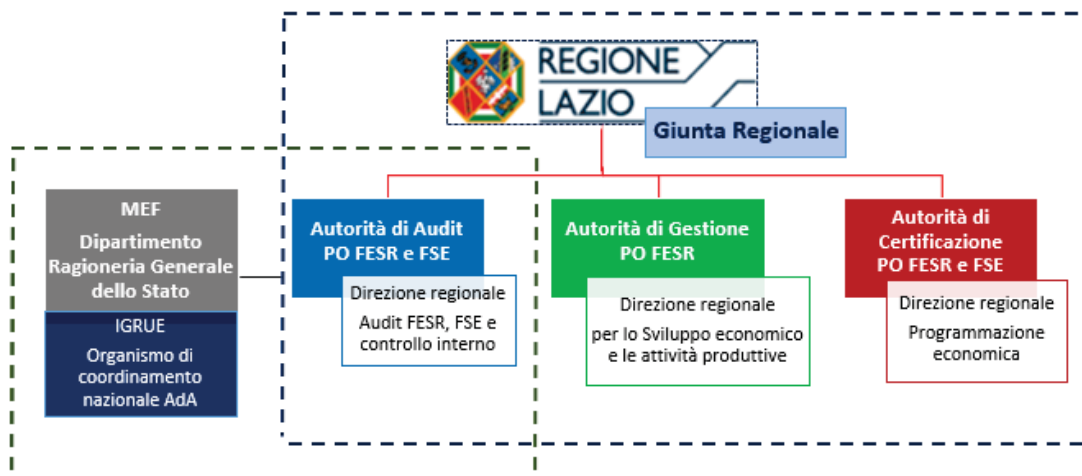 REGIONE
LAZIO
Giunta Regionale
MEF
Dipartimento
Ragioneria Generale
dello Stato
IGRUE
Organismo di
coordinamento
nazionale AdA
Autorità di Audit
PO FESR e FSE
Direzione regionale
Audit FESR, FSE e
controllo interno
Autorità di Gestione
PO FESR
Direzione regionale
per lo Sviluppo economico
e le attività produttive
Autorità di
Certificazione
PO FESR e FSE
Direzione regionale
Programmazione
economica